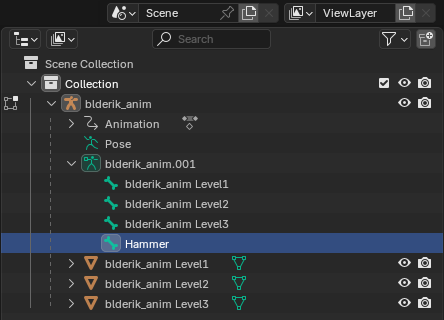 Scene
ViewLayer
Search
Scene Collection
Collection
blderik_anim
Animation
Pose
blderik_anim.001
blderik_anim Level1
blderik_anim Level2
blderik_anim Level3
Hammer
blderik_anim Level1
blderik_anim Level2
blderik_anim Level3